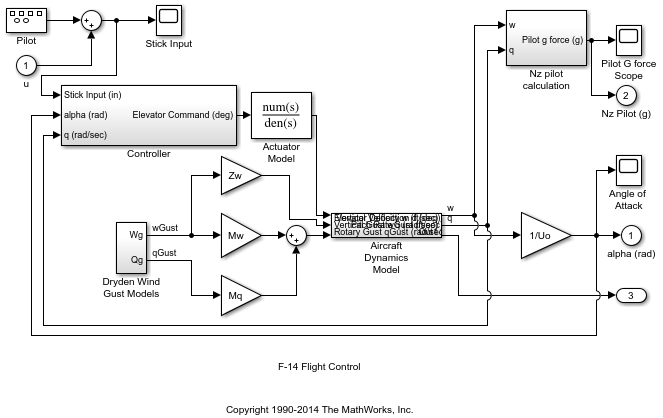 Pilot
1
u
Stick Input
Stick Input (in)
alpha (rad)
q (rad/sec)
Elevator Command (deg)
Controller
num(s)
den(s)
Actuator
Model
w
q
Pilot g force (g)
Nz pilot
calculation
Pilot G force
Scope
2
Nz Pilot (g)
Zw
Mw
Mq
Wg
Qg
wGust
qGust
Dryden Wind
Gust Models
Rotary Gust qGust
w
q
Aircraft
Dynamics
Model
1/Uo
Angle of
Attack
1
alpha (rad)
3
F-14 Flight Control
Copyright 1990-2014 The MathWorks, Inc.